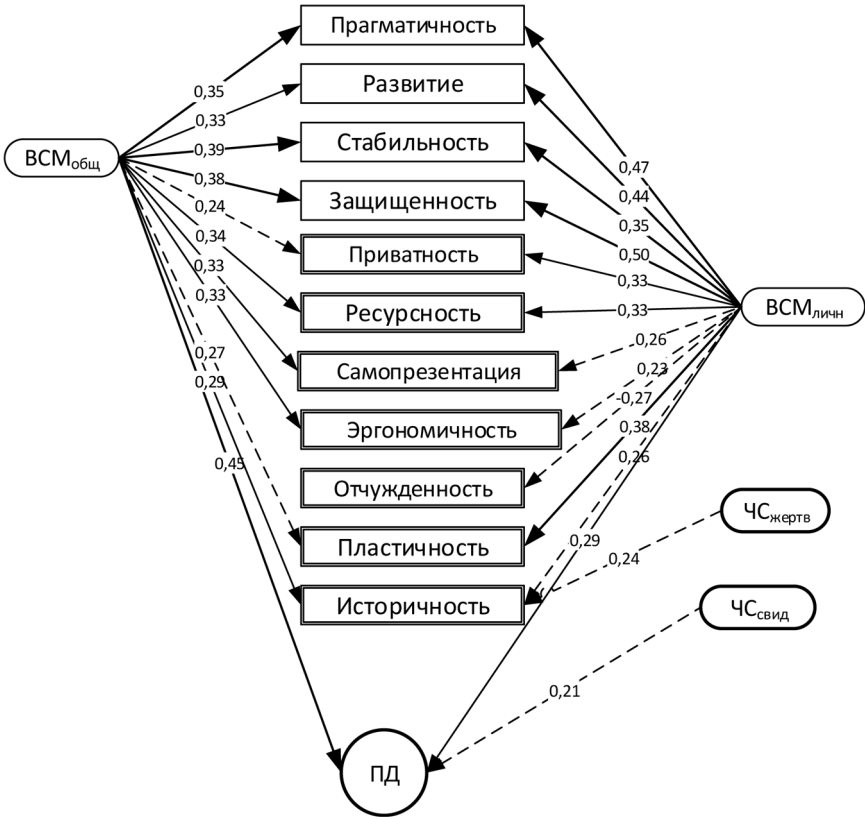 Прагматичность
Развитие
0,35
0,33
Стабильность
ВСМобщ
0,39
0,47
0,38
Защищенность
0,44
0,24
0,35
0,34
Приватность
0,50
0,33
0,33
0,33
Ресурсность
0,33
ВСМличн
0,26
0,27
Самопрезентация
0,23
0,29
-0,27
Эргономичность
0,38
0,45
0,26
Отчужденность
ЧСжертв
Пластичность
0,29
0,24
Историчность
ЧСсвид
0,21
ПД